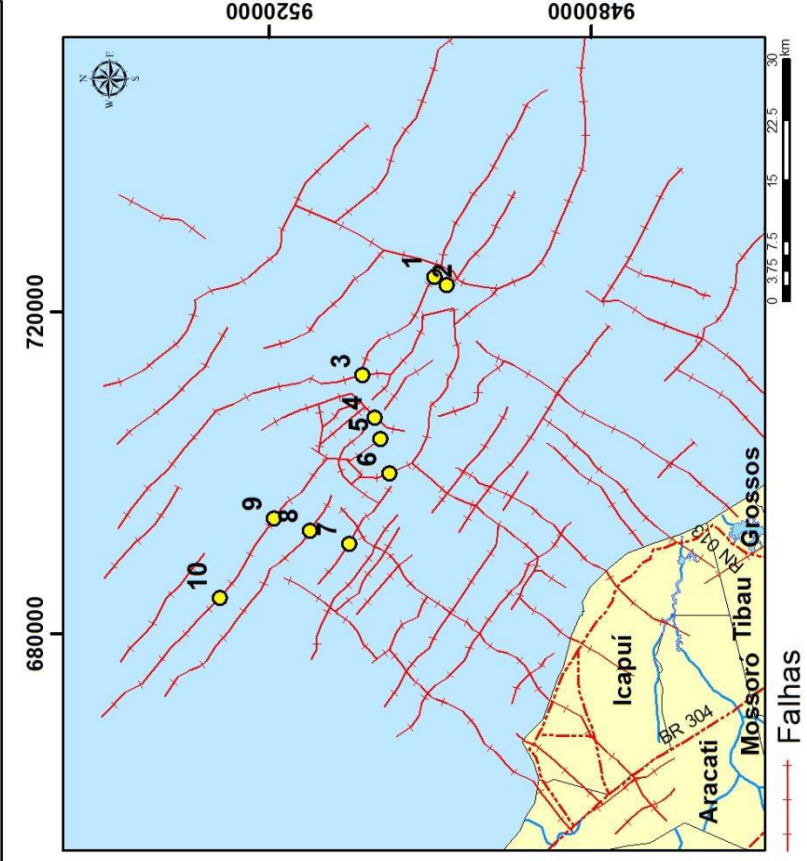 9520000
9480000
N
W E
S
720000
680000
1
2
3
4
5
6
7
8
9
10
0 3.75 7.5 15 22.5 30 km
Icapuí
RN 013
Grossos
Tibau
Mossoró
BR 304
Aracati
Falhas